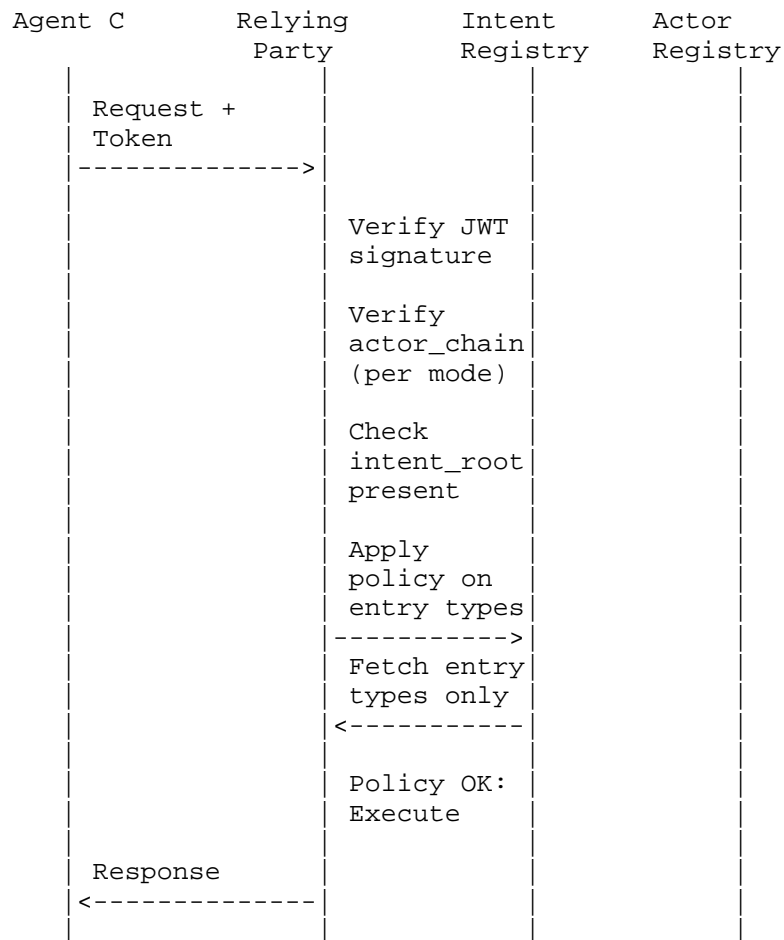 Agent C Relying Intent Actor
Party Registry Registry
Request +
Token
-------------->
Verify JWT
signature
Verify
actor_chain
(per mode)
Check
intent_root
present
Apply
policy on
entry types
----------->
Fetch entry
types only
<-----------
Policy OK:
Execute
Response
<--------------